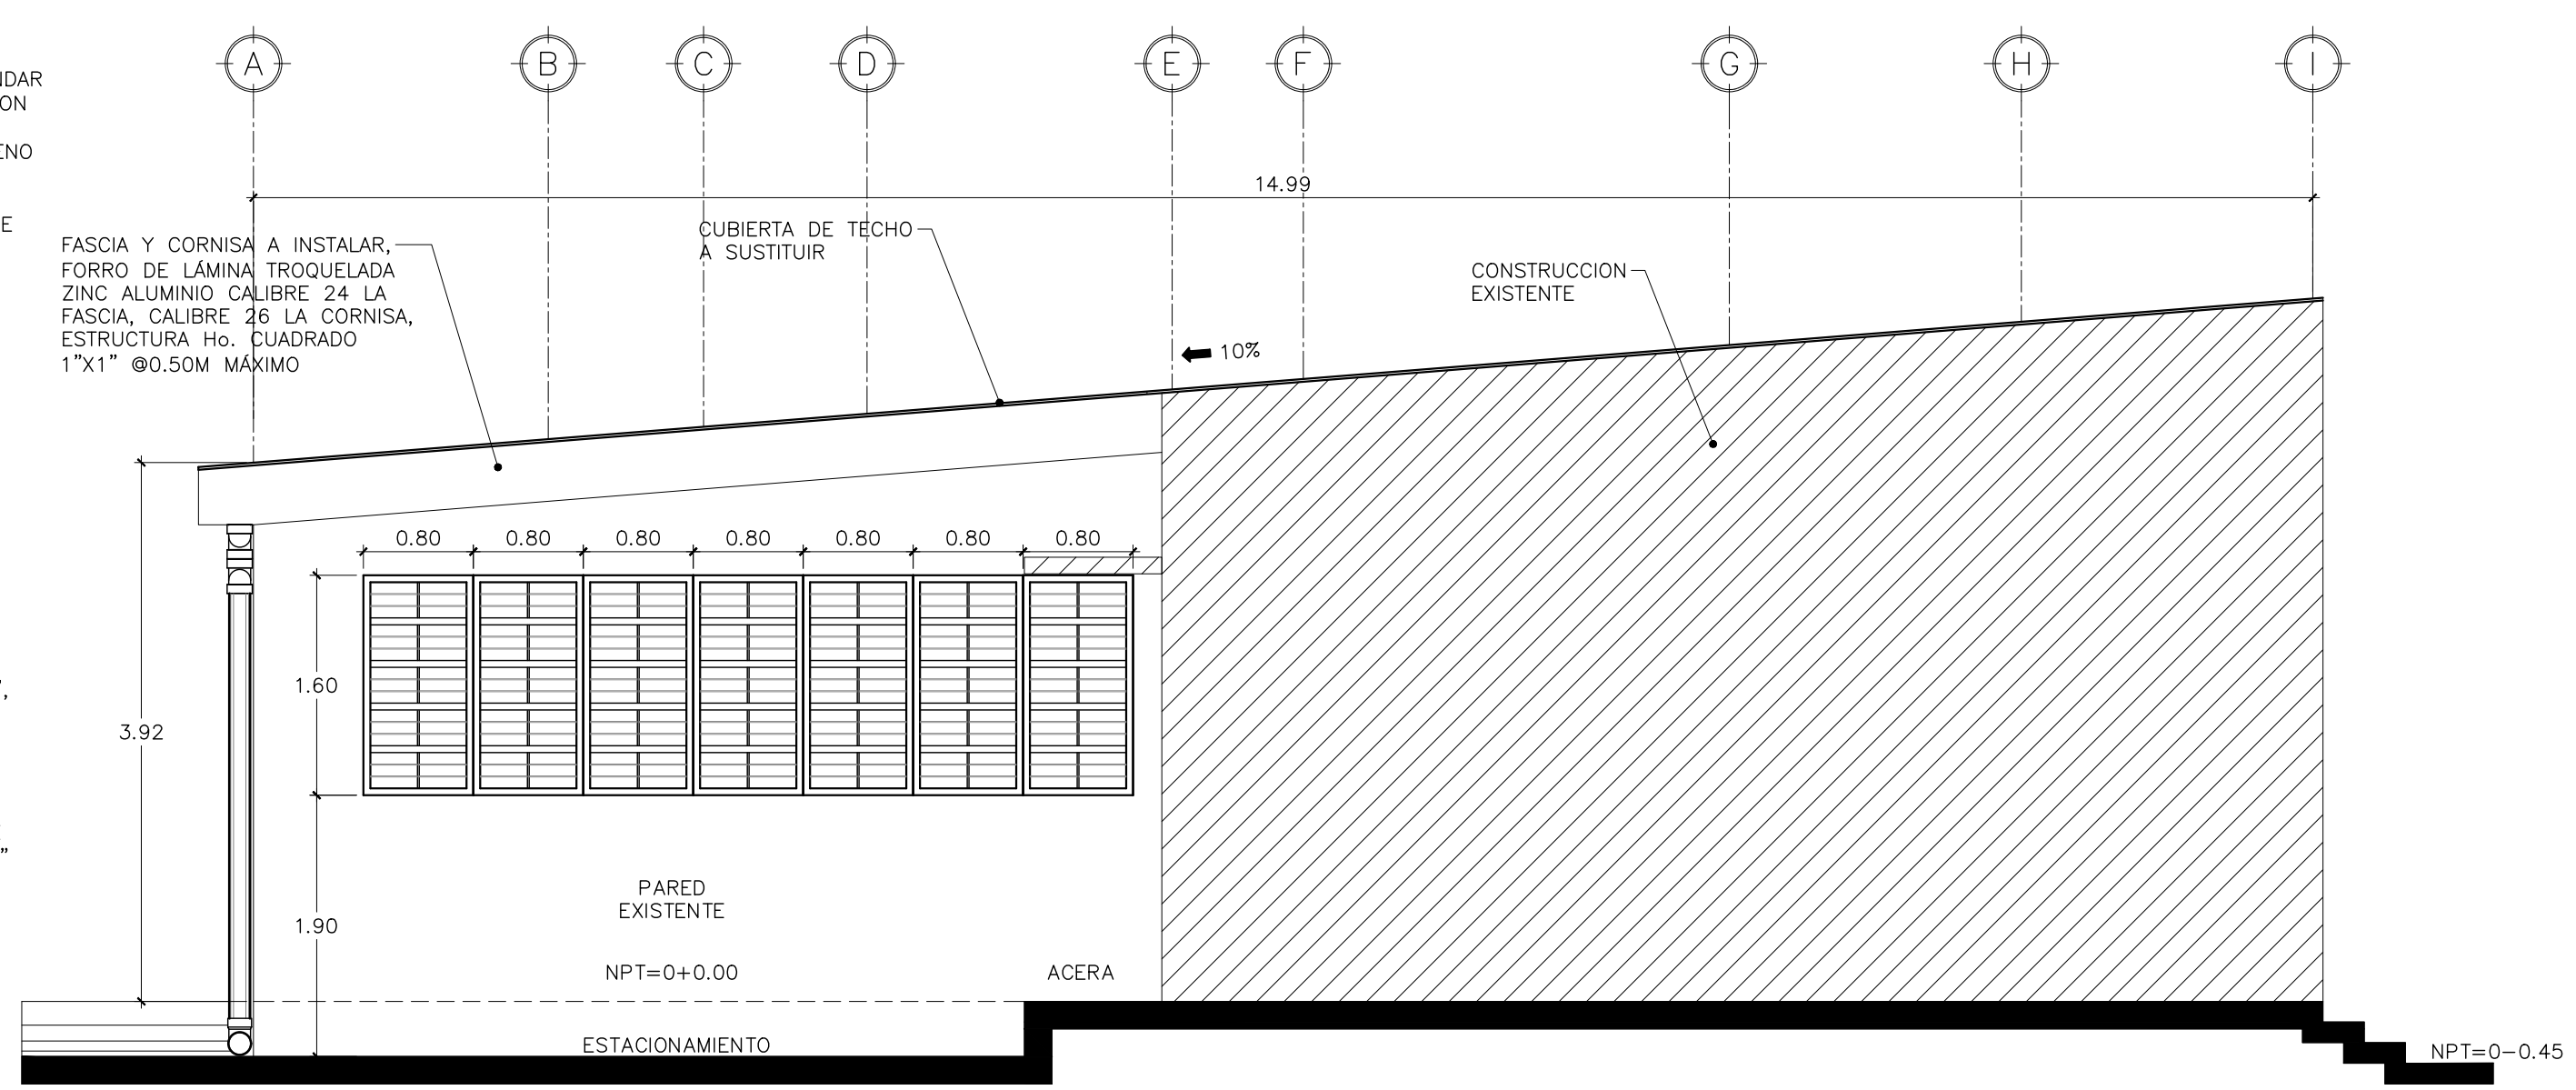 A
B
C
D
E
F
G
H
I
NDAR
ON
ENO
E
14.99
FASCIA Y CORNISA A INSTALAR,
FORRO DE LÁMINA TROQUELADA
ZINC ALUMINIO CALIBRE 24 LA
FASCIA, CALIBRE 26 LA CORNISA,
ESTRUCTURA Ho. CUADRADO
1"X1" @0.50M MÁXIMO
CUBIERTA DE TECHO
A SUSTITUIR
CONSTRUCCION
EXISTENTE
10%
0.80
0.80
0.80
0.80
0.80
0.80
0.80
1.60
3.92
1.90
PARED
EXISTENTE
NPT=0+0.00
ACERA
ESTACIONAMIENTO
NPT=0-0.45